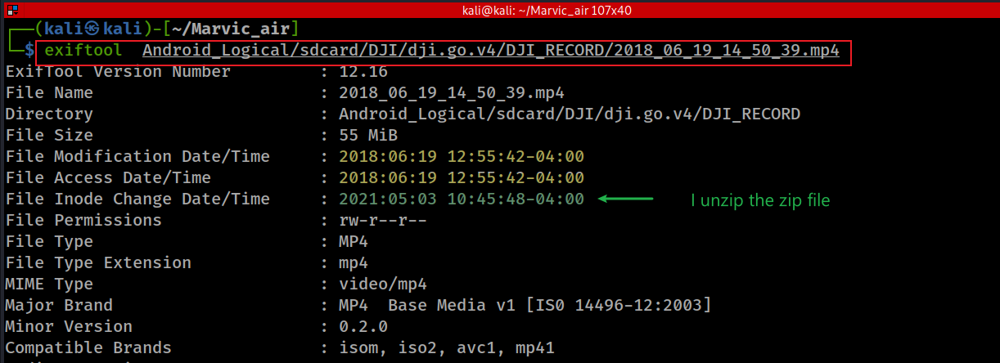 kali@kali: ~/Marvic_air 107x40
┌──(kali㉿kali)-[~/Marvic_air]
└─$ exiftool Android_Logical/sdcard/DJI/dji.go.v4/DJI_RECORD/2018_06_19_14_50_39.mp4
ExifTool Version Number : 12.16
File Name : 2018_06_19_14_50_39.mp4
Directory : Android_Logical/sdcard/DJI/dji.go.v4/DJI_RECORD
File Size : 55 MiB
File Modification Date/Time : 2018:06:19 12:55:42-04:00
File Access Date/Time : 2018:06:19 12:55:42-04:00
File Inode Change Date/Time : 2021:05:03 10:45:48-04:00 I unzip the zip file
File Permissions : rw-r--r--
File Type : MP4
File Type Extension : mp4
MIME Type : video/mp4
Major Brand : MP4 Base Media v1 [IS0 14496-12:2003]
Minor Version : 0.2.0
Compatible Brands : isom, iso2, avc1, mp41